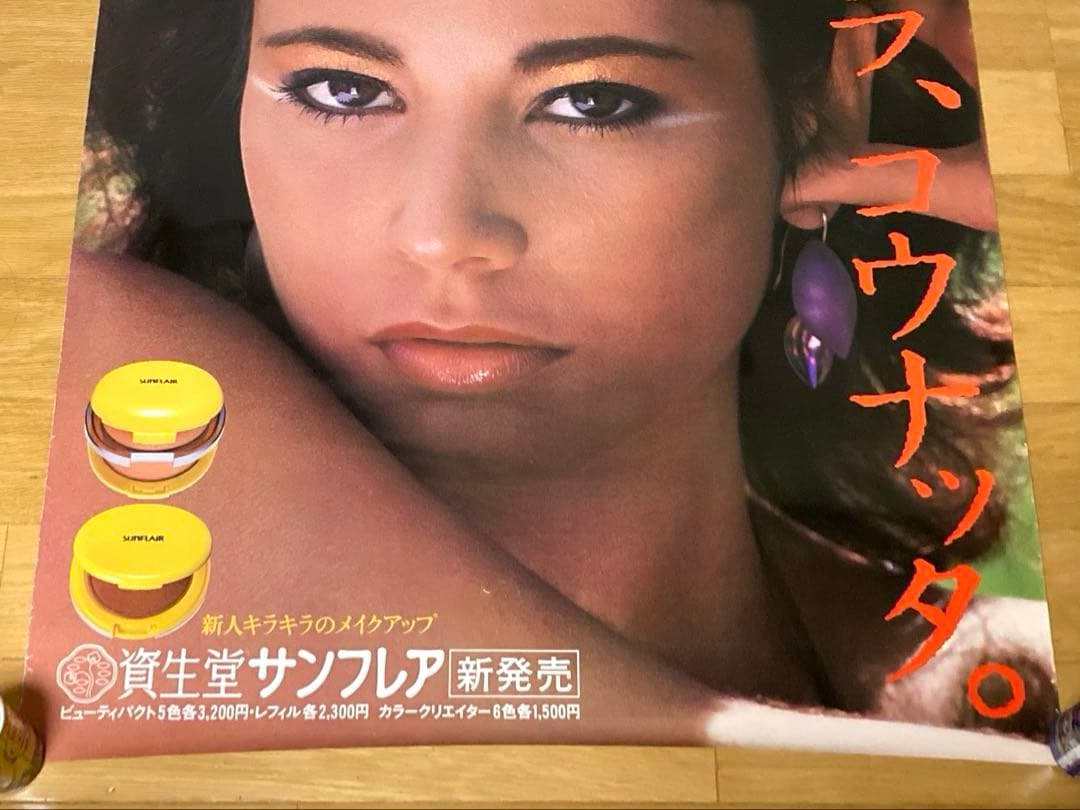 フ、コウナッタ。
SUNFLAIR
SUNFLAIR
新人キラキラのメイクアップ
資生堂サンフレア 新発売
ビューティパクト5色各3,200円・レフィル各2,300円 カラークリエイター6色各1,500円